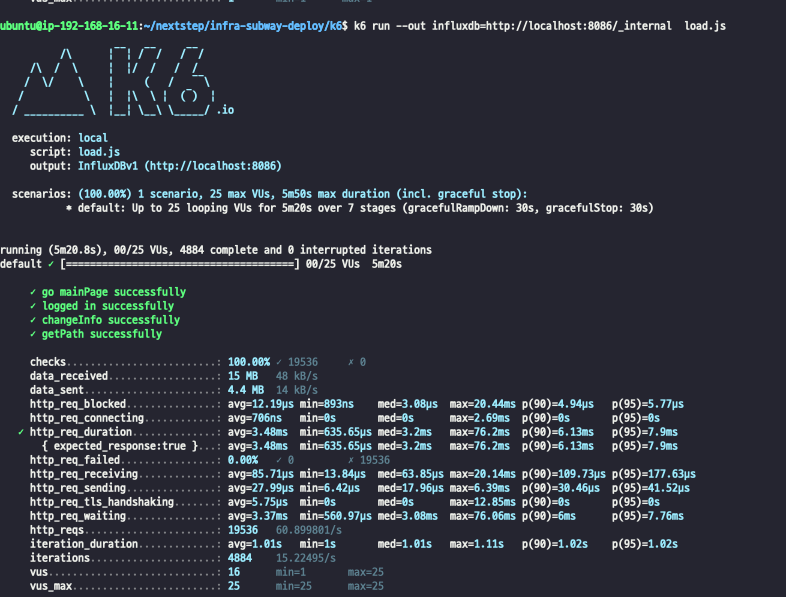 ubuntu@ip-192-168-16-11:~/nextstep/infra-subway-deploy/k6$ k6 run --out influxdb=http://localhost:8086/_internal  load.js
.io
execution: local
script: load.js
output: InfluxDBv1 (http://localhost:8086)
scenarios: (100.00%) 1 scenario, 25 max VUs, 5m50s max duration (incl. graceful stop):
* default: Up to 25 looping VUs for 5m20s over 7 stages (gracefulRampDown: 30s, gracefulStop: 30s)
running (5m20.8s), 00/25 VUs, 4884 complete and 0 interrupted iterations
default ✓ [======================================] 00/25 VUs  5m20s
✓ go mainPage successfully
✓ logged in successfully
✓ changeInfo successfully
✓ getPath successfully
checks.........................: 100.00% ✓ 19536     ✗ 0
data_received..................: 15 MB   48 kB/s
data_sent......................: 4.4 MB  14 kB/s
http_req_blocked...............: avg=12.19µs min=893ns    med=3.08µs  max=20.44ms p(90)=4.94µs   p(95)=5.77µs
http_req_connecting............: avg=706ns   min=0s       med=0s      max=2.69ms  p(90)=0s       p(95)=0s
✓ http_req_duration..............: avg=3.48ms  min=635.65µs med=3.2ms   max=76.2ms  p(90)=6.13ms   p(95)=7.9ms
{ expected_response:true }...: avg=3.48ms  min=635.65µs med=3.2ms   max=76.2ms  p(90)=6.13ms   p(95)=7.9ms
http_req_failed................: 0.00%   ✓ 0         ✗ 19536
http_req_receiving.............: avg=85.71µs min=13.84µs  med=63.85µs max=20.14ms p(90)=109.73µs p(95)=177.63µs
http_req_sending...............: avg=27.99µs min=6.42µs   med=17.96µs max=6.39ms  p(90)=30.46µs  p(95)=41.52µs
http_req_tls_handshaking.......: avg=5.75µs  min=0s       med=0s      max=12.85ms p(90)=0s       p(95)=0s
http_req_waiting...............: avg=3.37ms  min=560.97µs med=3.08ms  max=76.06ms p(90)=6ms      p(95)=7.76ms
http_reqs......................: 19536   60.899801/s
iteration_duration.............: avg=1.01s   min=1s       med=1.01s   max=1.11s   p(90)=1.02s    p(95)=1.02s
iterations.....................: 4884    15.22495/s
vus............................: 16      min=1       max=25
vus_max........................: 25      min=25      max=25